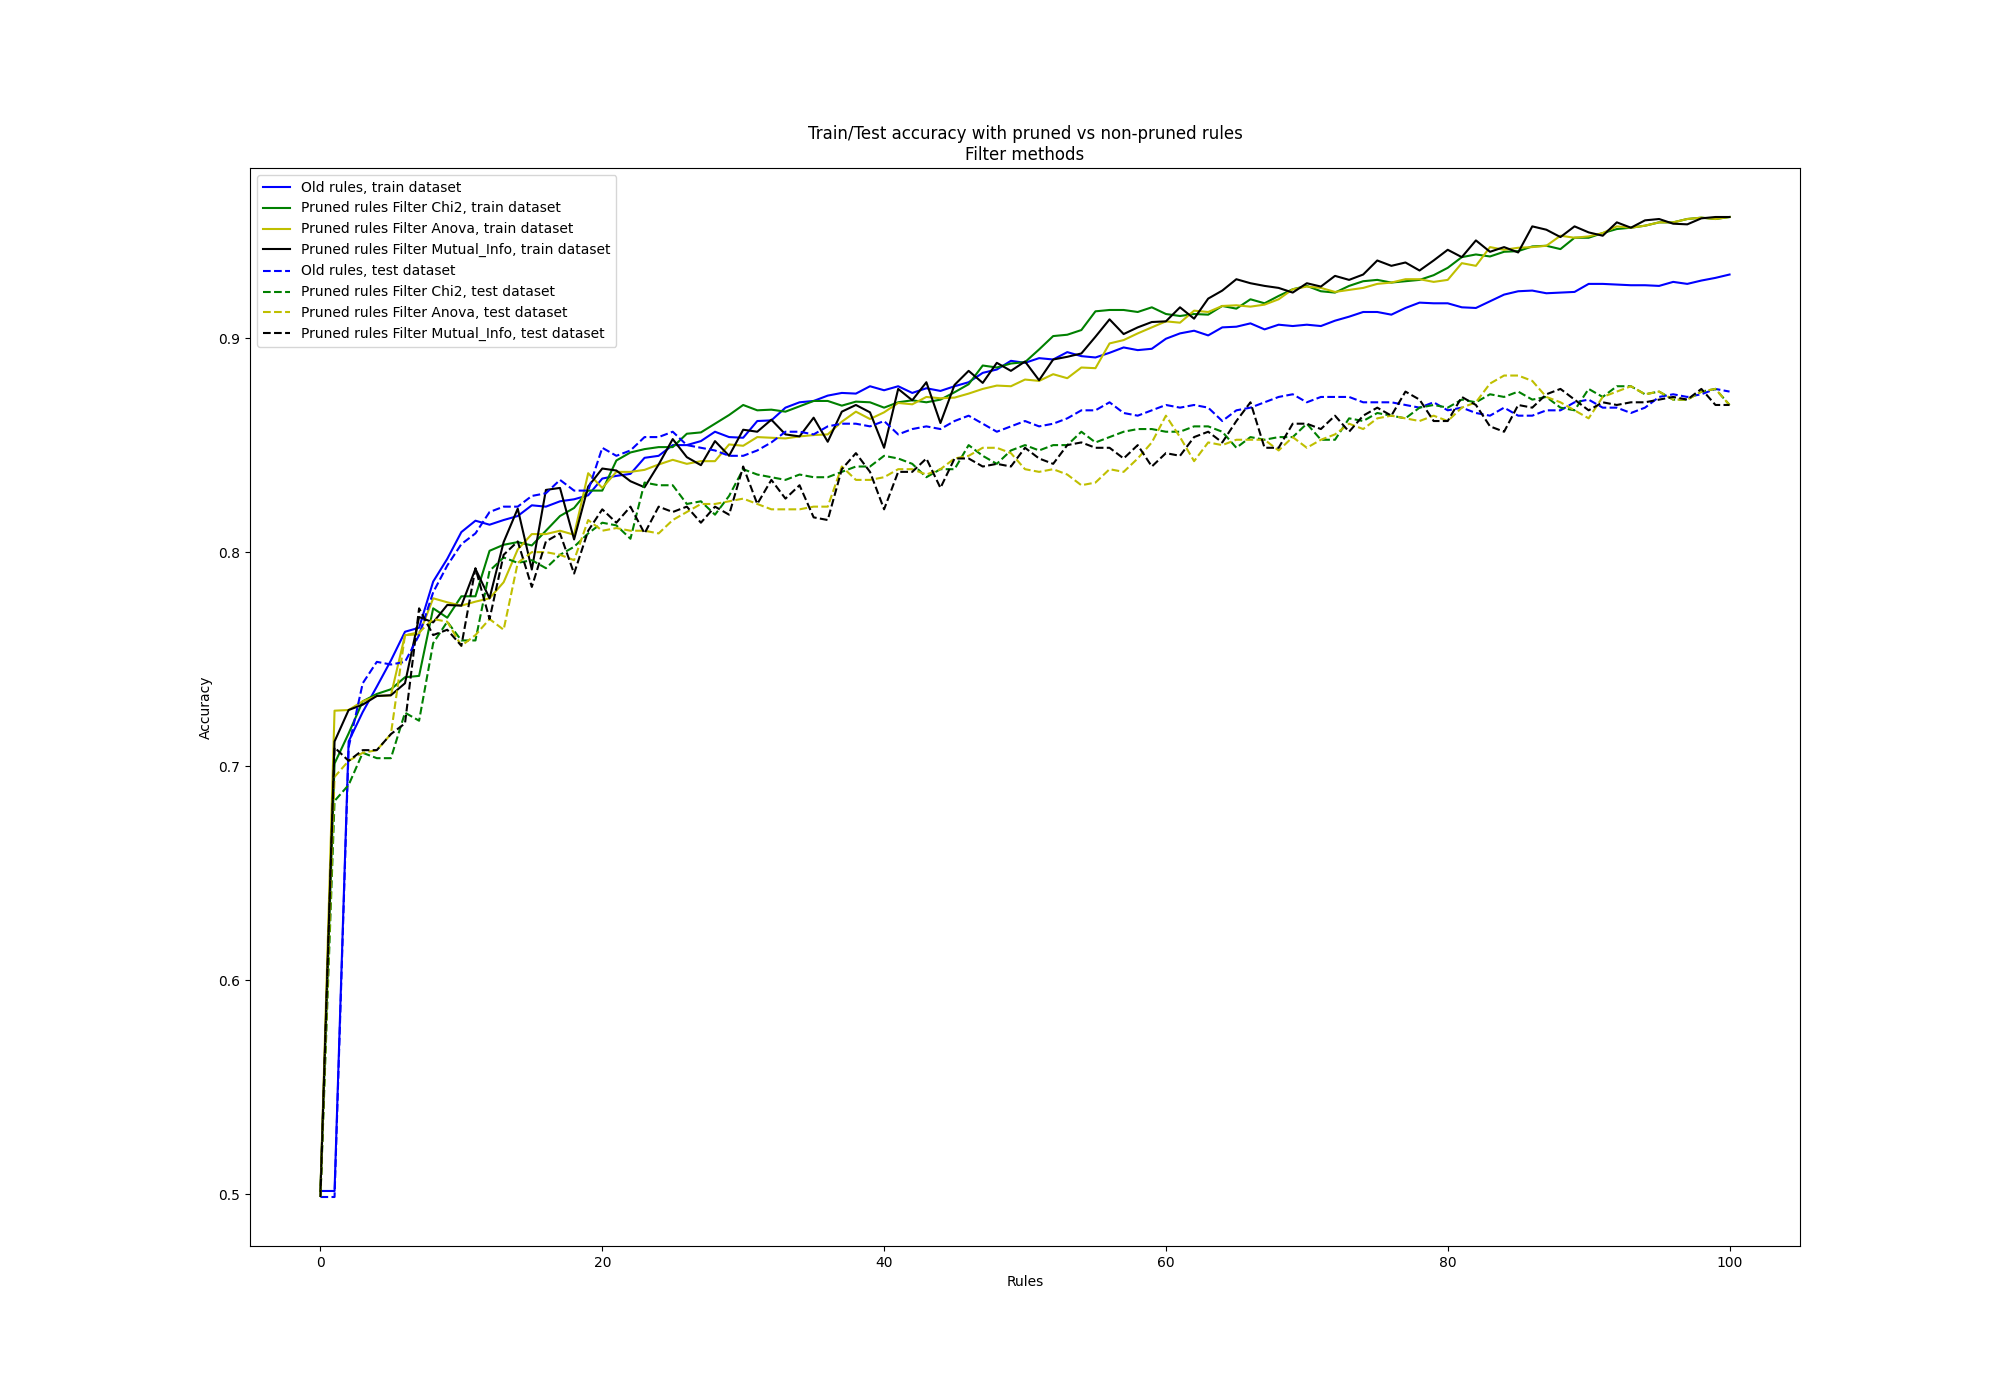 Train/Test accuracy with pruned vs non-pruned rules
Filter methods
Old rules, train dataset
Pruned rules Filter Chi2, train dataset
Pruned rules Filter Anova, train dataset
Pruned rules Filter Mutual_Info, train dataset
Old rules, test dataset
Pruned rules Filter Chi2, test dataset
Pruned rules Filter Anova, test dataset
Pruned rules Filter Mutual_Info, test dataset
0.9
0.8
0.7
0.6
0.5
Accuracy
0 20 40 60 80 100
Rules